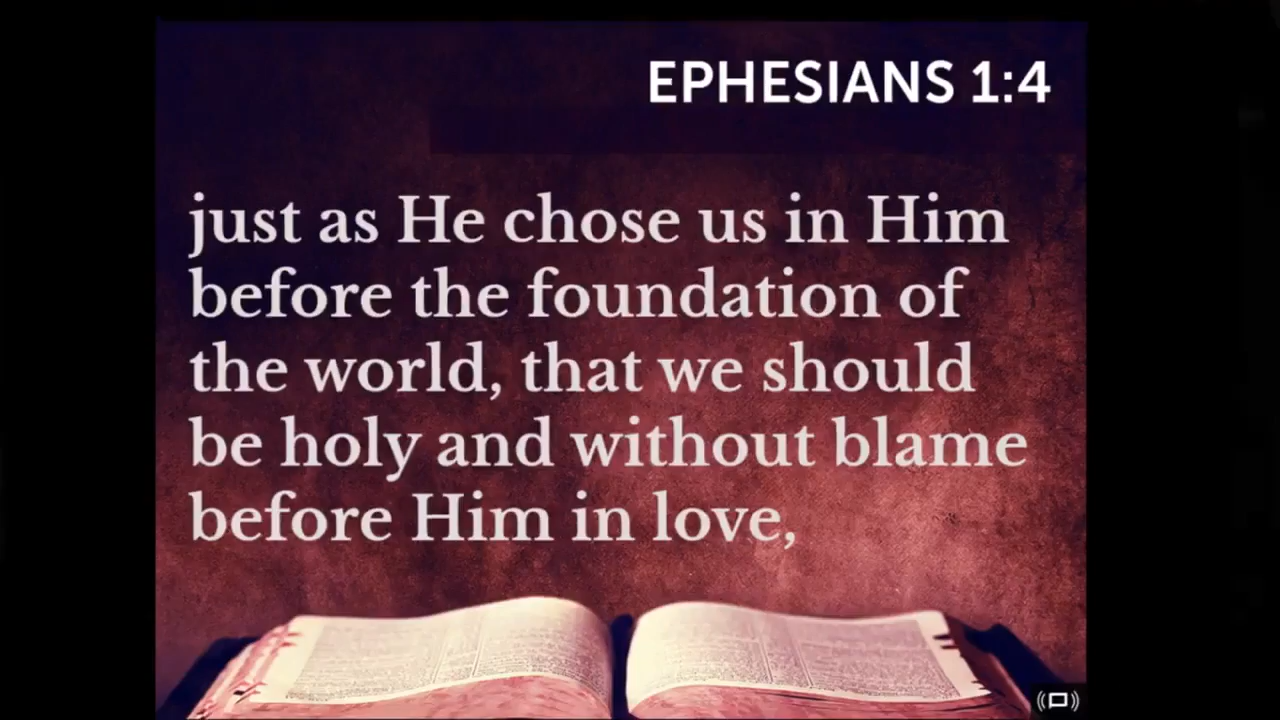 EPHESIANS 1:4
just as He chose us in Him
before the foundation of
the world, that we should
be holy and without blame
before Him in love,